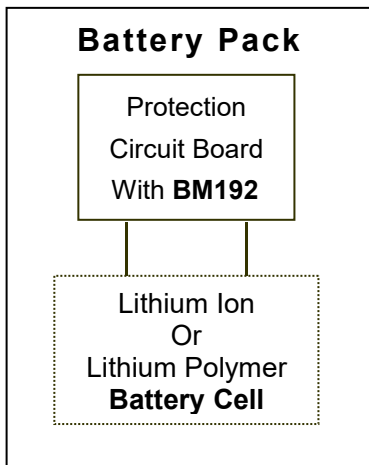 Battery Pack
Protection
Circuit Board
With BM192
Lithium Ion
Or
Lithium Polymer
Battery Cell